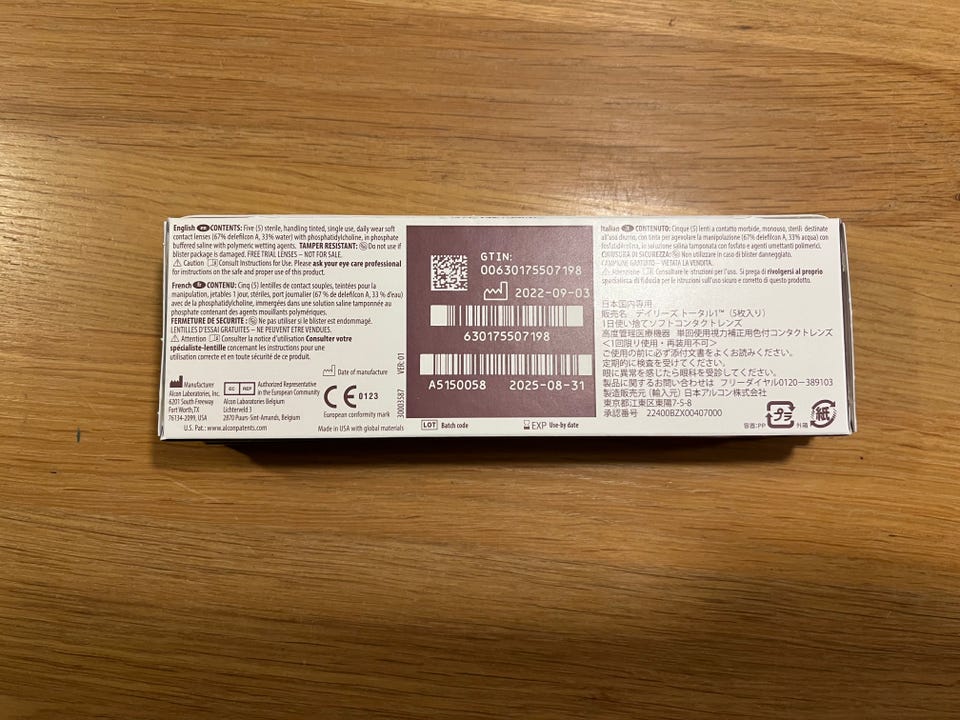 English EN CONTENTS: Five (5) sterile, handling tinted, single use, daily wear soft
contact lenses (67% delefilcon A, 33% water) with phosphatidylcholine, in phosphate
buffered saline with polymeric wetting agents. TAMPER RESISTANT: Do not use if
blister package is damaged. FREE TRIAL LENSES – NOT FOR SALE.
Caution Consult Instructions for Use. Please ask your eye care professional
for instructions on the safe and proper use of this product.
French CONTENU: Cinq (5) lentilles de contact souples, teintées pour la
manipulation, jetables 1 jour, stériles, port journalier (67 % de delefilcon A, 33 % d'eau)
avec de la phosphatidylcholine, immergées dans une solution saline tamponnée au
phosphate contenant des agents mouillants polymériques.
FERMETURE DE SECURITE : Ne pas utiliser si le blister est endommagé.
LENTILLES D'ESSAI GRATUITES – NE PEUVENT ETRE VENDUES.
Attention Consulter la notice d'utilisation Consulter votre
spécialiste-lentille concernant les instructions pour une
utilisation correcte et en toute sécurité de ce produit.
Manufacturer
Alcon Laboratories, Inc.
6201 South Freeway
Fort Worth, TX
76134-2099, USA
U.S. Pat.: www.alconpatents.com
EC REP
Authorized Representative
in the European Community
Alcon Laboratories Belgium
Lichterveld 3
2870 Puurs-Sint-Amands, Belgium
Date of manufacture
CE 0123
European conformity mark
Made in USA with global materials
30003587 VER: 01
GTIN:
00630175507198
2022-09-03
630175507198
A5150058 2025-08-31
LOT Batch code
EXP Use-by date
Italian IT CONTENUTO: Cinque (5) lenti a contatto morbide, monouso, sterili destinate
all'uso diurno, con tinta per agevolare la manipolazione (67% delefilcon A, 33% acqua) con
fosfatidilcolina, in soluzione salina tamponata con fosfato e agenti umettanti polimerici.
CHIUSURA DI SICUREZZA: Non utilizzare in caso di blister danneggiato.
CAMPIONE GRATUITO – VIETATA LA VENDITA.
Attenzione Consultare le istruzioni per l'uso. Si prega di rivolgersi al proprio
specialista di fiducia per le istruzioni sull'uso sicuro e corretto di questo prodotto.
日本国内専用
販売名 デイリーズ トータル1™ (5枚入り)
1日使い捨てソフトコンタクトレンズ
高度管理医療機器 単回使用視力補正用色付コンタクトレンズ
<1回限り使用・再装用不可>
ご使用の前に必ず添付文書をよくお読みください。
定期的に検査を受けてください。
眼に異常を感じたら眼科を受診してください。
製品に関するお問い合わせは フリーダイヤル0120-389103
製造販売元(輸入元)日本アルコン株式会社
東京都江東区東陽7-5-8
承認番号 22400BZX00407000
容器:PP プラ 外箱 紙